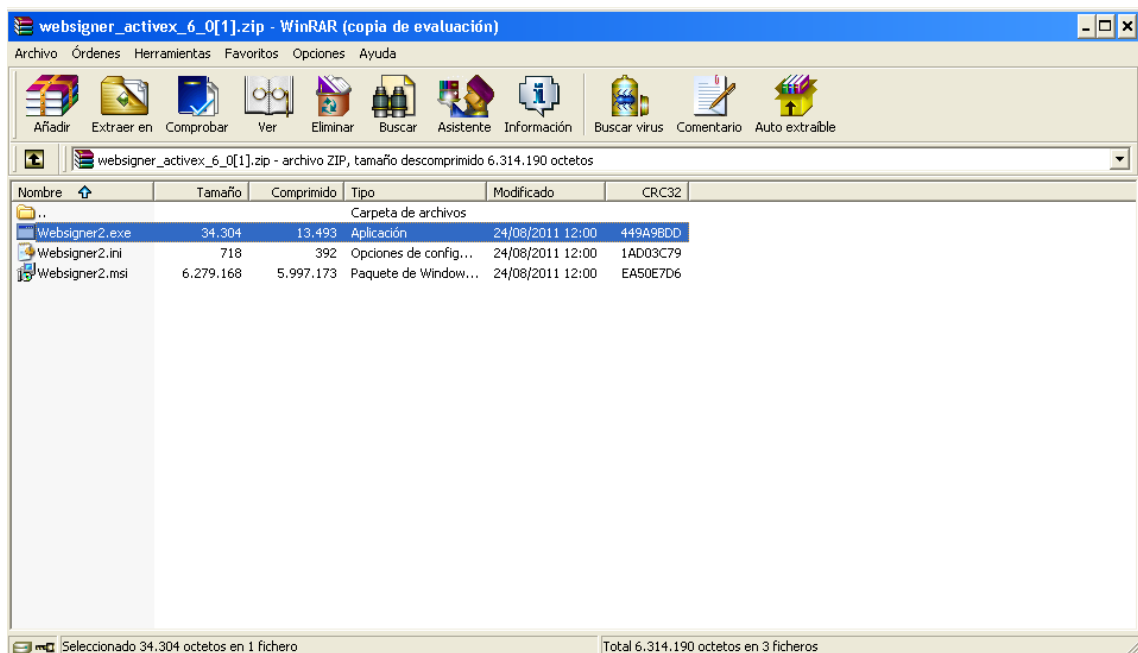 websigner_activex_6_0[1].zip - WinRAR (copia de evaluación)
Archivo Órdenes Herramientas Favoritos Opciones Ayuda
Añadir Extraer en Comprobar Ver Eliminar Buscar Asistente Información Buscar virus Comentario Auto extraíble
websigner_activex_6_0[1].zip - archivo ZIP, tamaño descomprimido 6.314.190 octetos
Nombre Tamaño Comprimido Tipo Modificado CRC32
.. Carpeta de archivos
Websigner2.exe 34.304 13.493 Aplicación 24/08/2011 12:00 449A9BDD
Websigner2.ini 718 392 Opciones de config... 24/08/2011 12:00 1AD03C79
Websigner2.msi 6.279.168 5.997.173 Paquete de Window... 24/08/2011 12:00 EA50E7D6
Seleccionado 34.304 octetos en 1 fichero Total 6.314.190 octetos en 3 ficheros